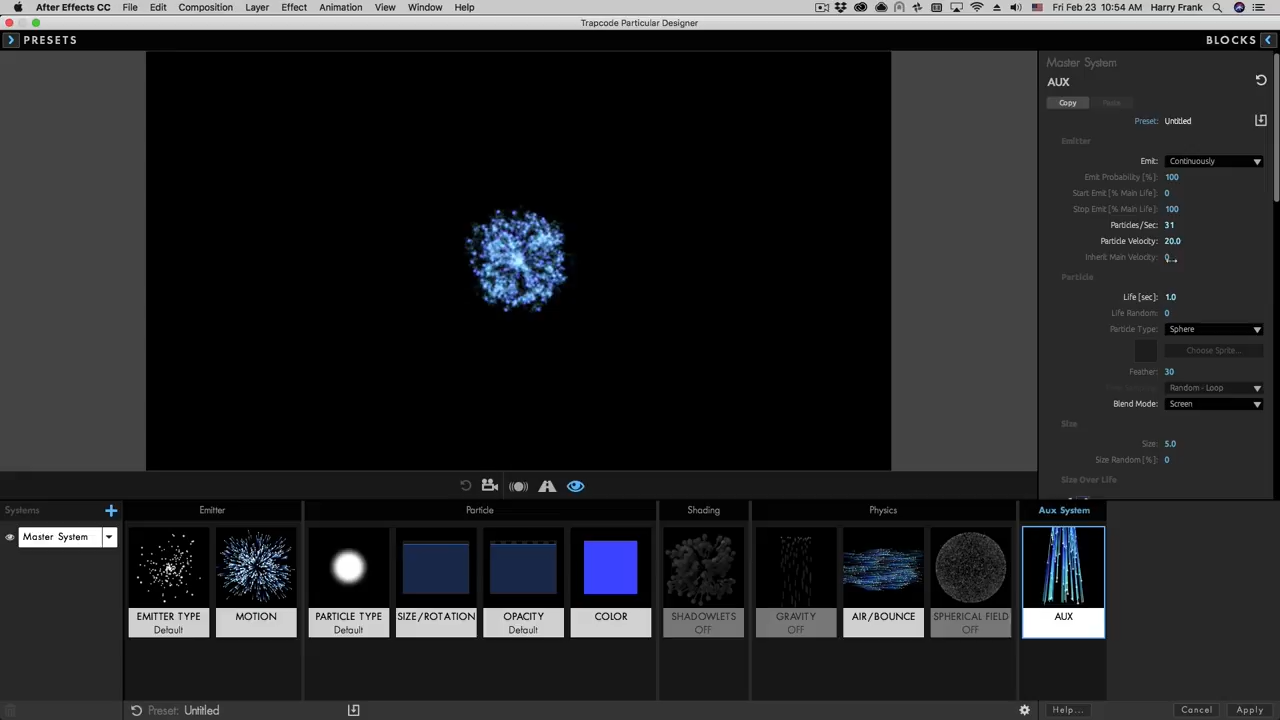 After Effects CC File Edit Composition Layer Effect Animation View Window Help Fri Feb 23 10:54 AM Harry Frank
Trapcode Particular Designer
PRESETS
BLOCKS
Master System
AUX
Copy Paste
Preset: Untitled
Emitter
Emit: Continuously
Emit Probability [%]: 100
Start Emit [% Main Life]: 0
Stop Emit [% Main Life]: 100
Particles/Sec: 31
Particle Velocity: 20.0
Inherit Main Velocity: 0
Particle
Life [sec]: 1.0
Life Random: 0
Particle Type: Sphere
Choose Sprite...
Feather: 30
Random - Loop
Blend Mode: Screen
Size
Size: 5.0
Size Random [%]: 0
Size Over Life
Systems
Emitter
Particle
Shading
Physics
Aux System
Master System
EMITTER TYPE
Default
MOTION
PARTICLE TYPE
Default
SIZE/ROTATION
OPACITY
Default
COLOR
SHADOWLETS
OFF
GRAVITY
OFF
AIR/BOUNCE
SPHERICAL FIELD
OFF
AUX
Preset: Untitled
Help...
Cancel
Apply